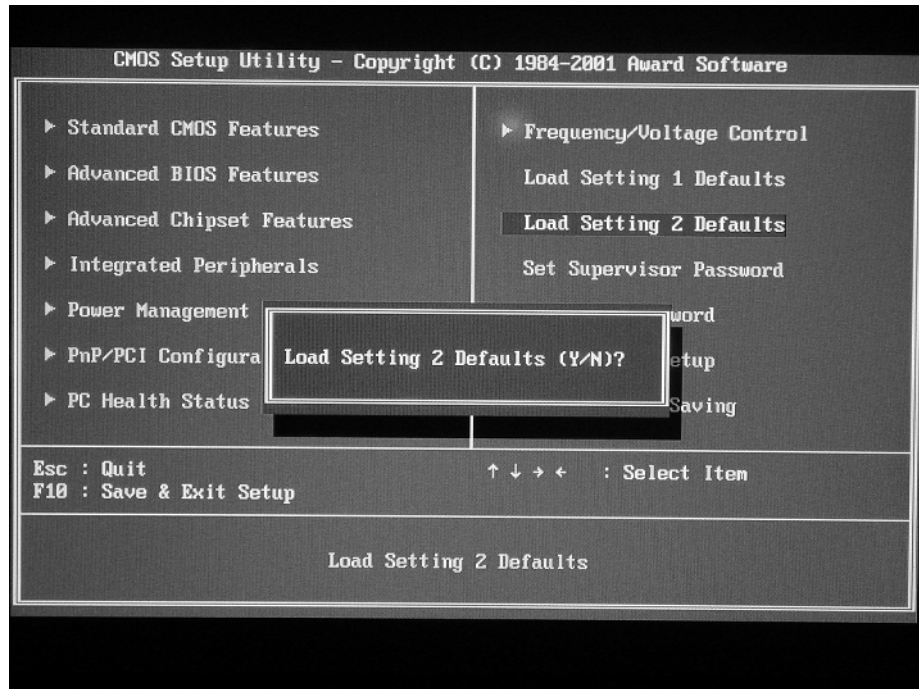 CMOS Setup Utility – Copyright (C) 1984–2001 Award Software
▶ Standard CMOS Features
▶ Advanced BIOS Features
▶ Advanced Chipset Features
▶ Integrated Peripherals
▶ Power Management
▶ PnP/PCI Configura
▶ PC Health Status
▶ Frequency/Voltage Control
Load Setting 1 Defaults
Load Setting 2 Defaults
Set Supervisor Password
word
etup
Saving
Load Setting 2 Defaults (Y/N)?
Esc : Quit
F10 : Save & Exit Setup
↑ ↓ → ← : Select Item
Load Setting 2 Defaults